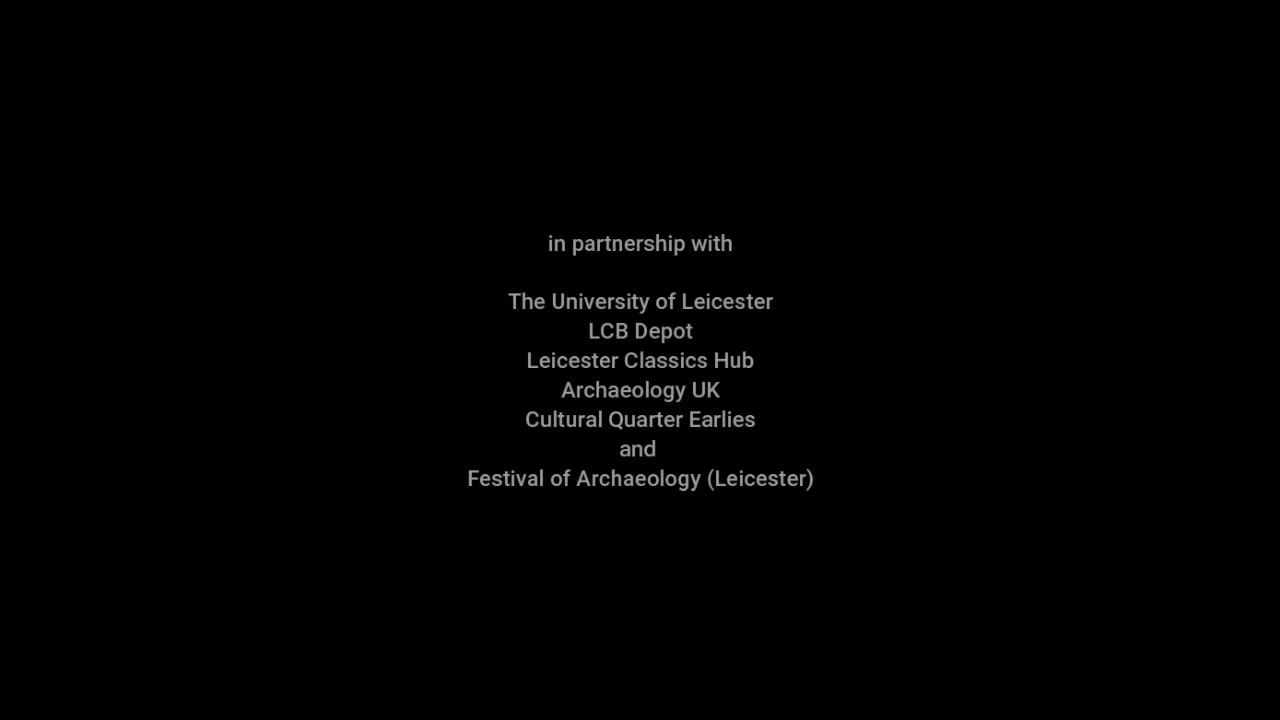 in partnership with
The University of Leicester
LCB Depot
Leicester Classics Hub
Archaeology UK
Cultural Quarter Earlies
and
Festival of Archaeology (Leicester)